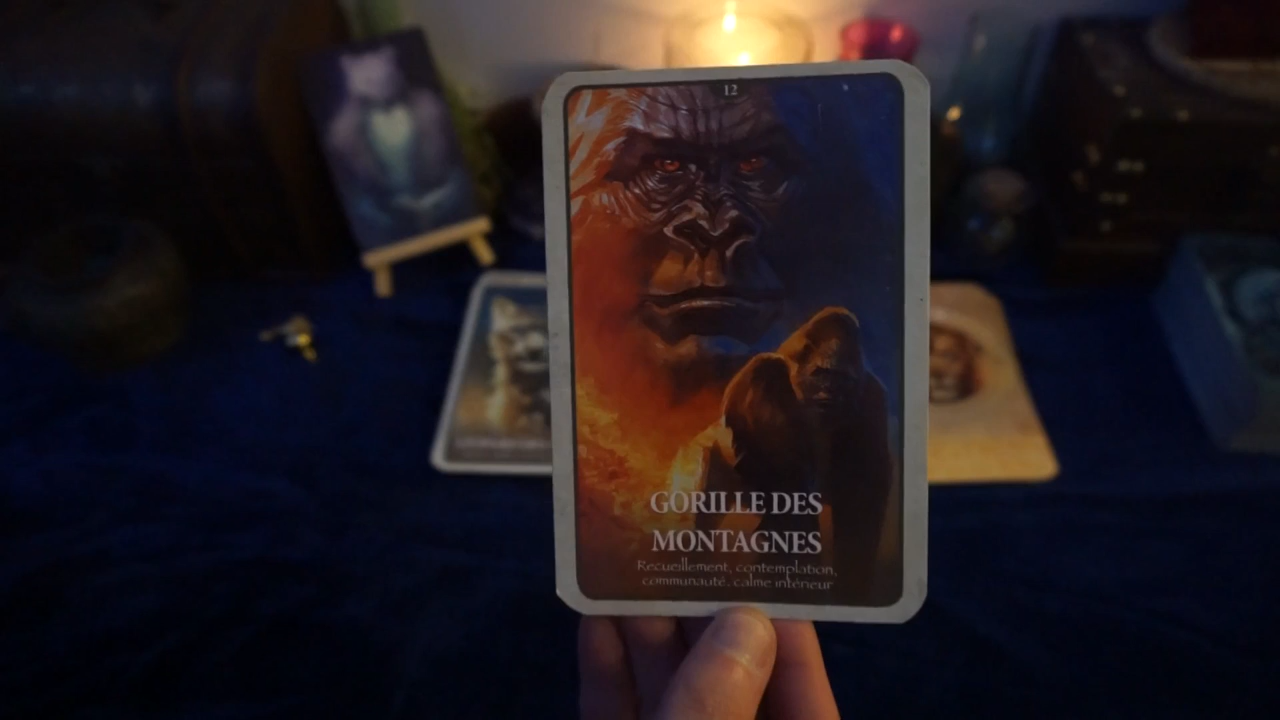 12
GORILLE DES
MONTAGNES
Recueillement, contemplation,
communauté, calme intérieur